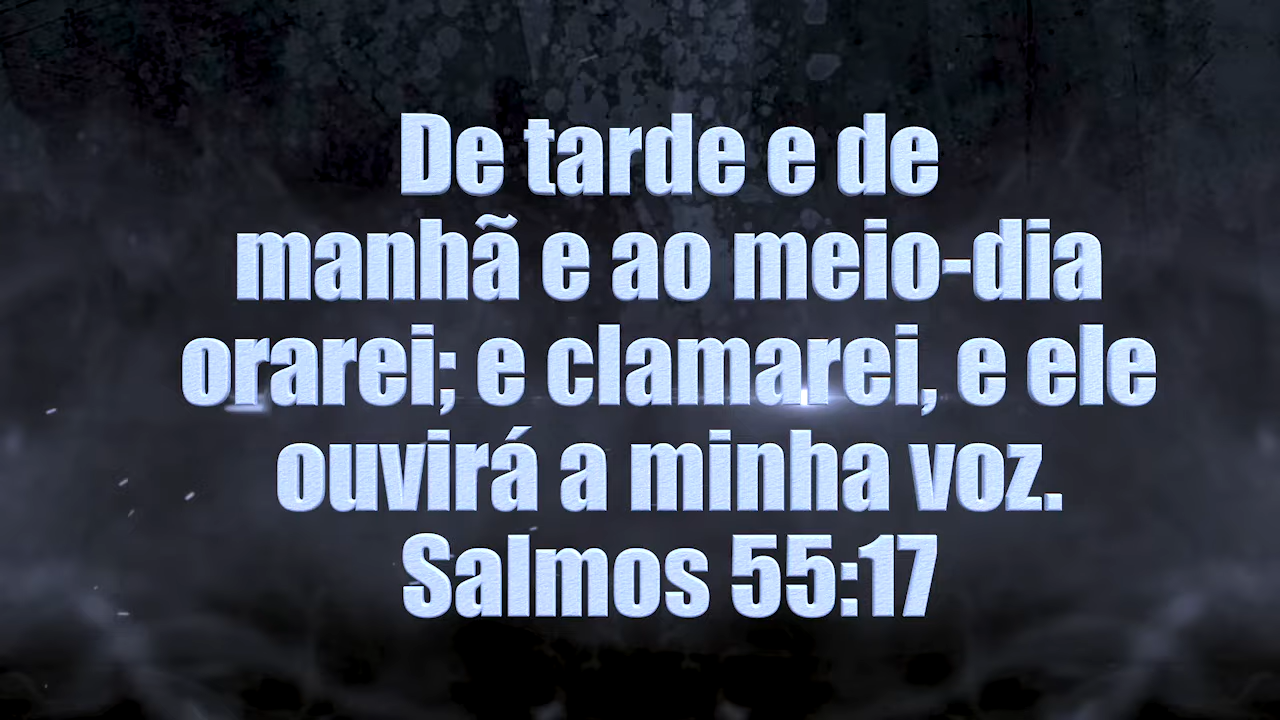 De tarde e de
manhã e ao meio-dia
orarei; e clamarei, e ele
ouvirá a minha voz.
Salmos 55:17